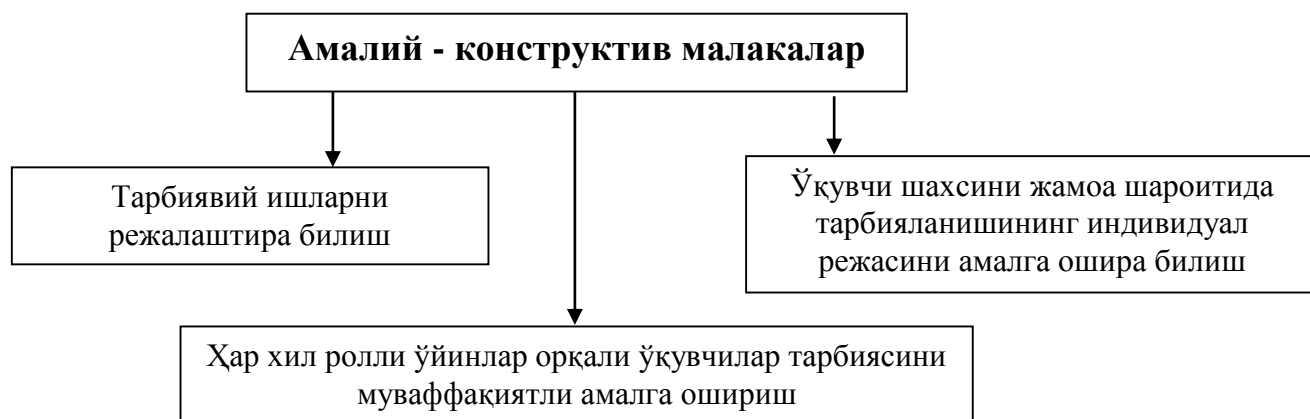 Амалий - конструктив малакалар
Тарбиявий ишларни
режалаштира билиш
Ўқувчи шахсини жамоа шароитида
тарбияланишининг индивидуал
режасини амалга ошира билиш
Ҳар хил ролли ўйинлар орқали ўқувчилар тарбиясини
муваффақиятли амалга ошириш